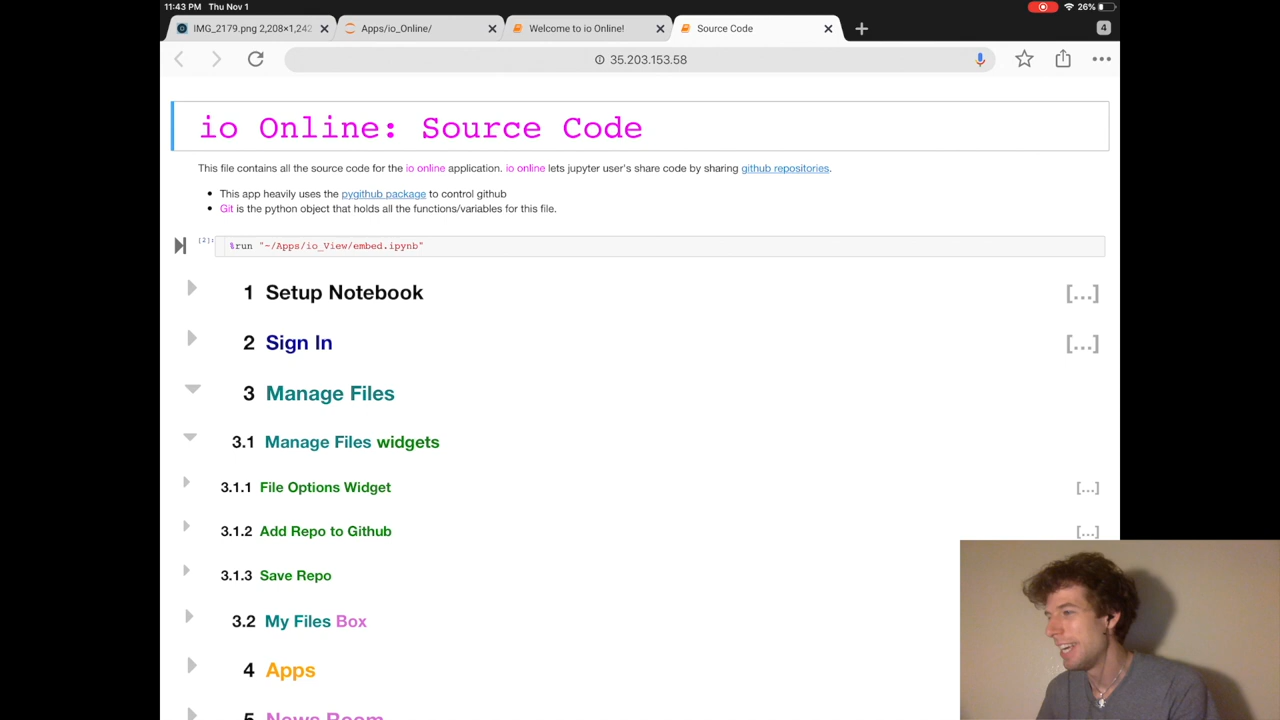 11:43 PM Thu Nov 1
26%
IMG_2179.png 2,208×1,242
Apps/io_Online/
Welcome to io Online!
Source Code
4
35.203.153.58
io Online: Source Code
This file contains all the source code for the io online application. io online lets jupyter user's share code by sharing github repositories.
This app heavily uses the pygithub package to control github
Git is the python object that holds all the functions/variables for this file.
[2]: %run "~/Apps/io_View/embed.ipynb"
1 Setup Notebook [...]
2 Sign In [...]
3 Manage Files
3.1 Manage Files widgets
3.1.1 File Options Widget [...]
3.1.2 Add Repo to Github [...]
3.1.3 Save Repo
3.2 My Files Box
4 Apps
5 News Room